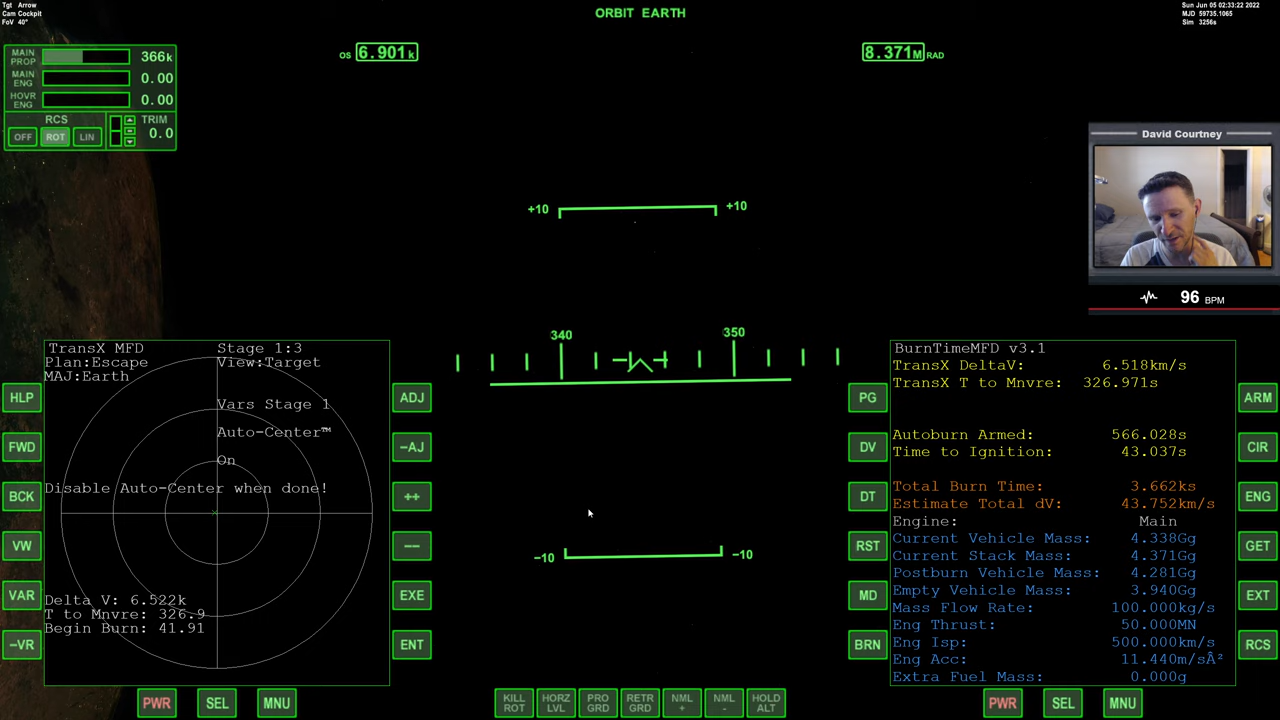 Tgt Arrow
Cam Cockpit
FoV 40°
ORBIT EARTH
Sun Jun 05 02:33:22 2022
MJD 59735.1065
Sim 3256s
MAIN PROP 366k
MAIN ENG 0.00
HOVR ENG 0.00
RCS
TRIM
OFF ROT LIN
0.0
OS 6.901k
8.371M RAD
David Courtney
96 BPM
+10 +10
340 350
-10 -10
TransX MFD Stage 1:3
Plan:Escape View:Target
MAJ:Earth
Vars Stage 1
Auto-Center™
On
Disable Auto-Center when done!
Delta V: 6.522k
T to Mnvre: 326.9
Begin Burn: 41.91
HLP
FWD
BCK
VW
VAR
-VR
ADJ
-AJ
++
--
EXE
ENT
PWR SEL MNU
KILL ROT
HORZ LVL
PRO GRD
RETR GRD
NML +
NML -
HOLD ALT
PG
DV
DT
RST
MD
BRN
BurnTimeMFD v3.1
TransX DeltaV: 6.518km/s
TransX T to Mnvre: 326.971s
Autoburn Armed: 566.028s
Time to Ignition: 43.037s
Total Burn Time: 3.662ks
Estimate Total dV: 43.752km/s
Engine: Main
Current Vehicle Mass: 4.338Gg
Current Stack Mass: 4.371Gg
Postburn Vehicle Mass: 4.281Gg
Empty Vehicle Mass: 3.940Gg
Mass Flow Rate: 100.000kg/s
Eng Thrust: 50.000MN
Eng Isp: 500.000km/s
Eng Acc: 11.440m/sÂ²
Extra Fuel Mass: 0.000g
ARM
CIR
ENG
GET
EXT
RCS
PWR SEL MNU